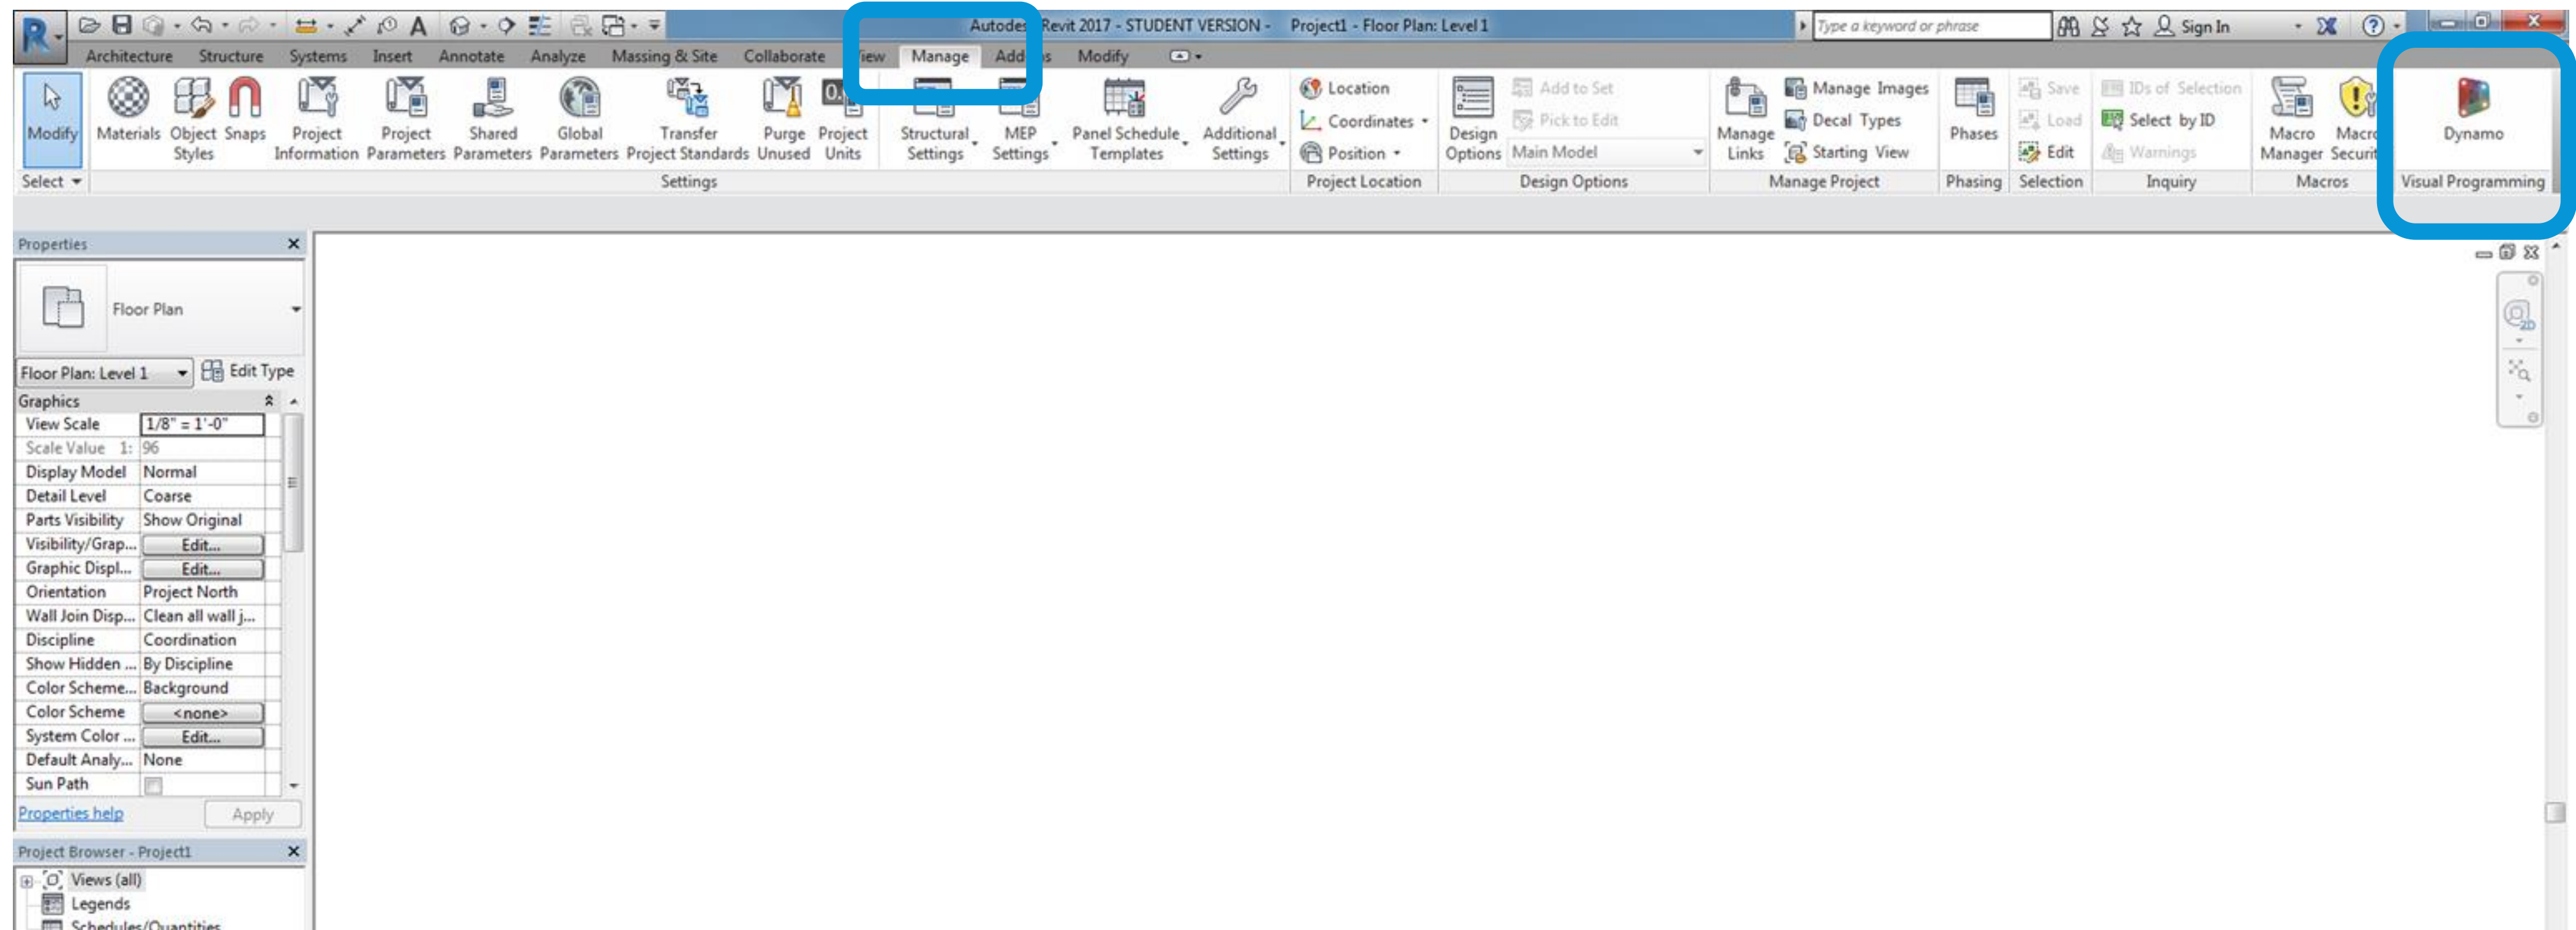 Autodes Revit 2017 - STUDENT VERSION - Project1 - Floor Plan: Level 1
Type a keyword or phrase
Sign In
Architecture Structure Systems Insert Annotate Analyze Massing & Site Collaborate Manage Modify
Modify
Materials
Object Styles
Snaps
Project Information
Project Parameters
Shared Parameters
Global Parameters
Transfer Project Standards
Purge Unused
Project Units
Structural Settings
MEP Settings
Panel Schedule Templates
Additional Settings
Location
Coordinates
Position
Design Options
Add to Set
Pick to Edit
Main Model
Manage Links
Manage Images
Decal Types
Starting View
Phases
Save
Load
Edit
IDs of Selection
Select by ID
Warnings
Macro Manager
Dynamo
Select
Settings
Project Location
Design Options
Manage Project
Phasing
Selection
Inquiry
Macros
Visual Programming
Properties
Floor Plan
Floor Plan: Level 1 Edit Type
Graphics
View Scale 1/8" = 1'-0"
Scale Value 1: 96
Display Model Normal
Detail Level Coarse
Parts Visibility Show Original
Visibility/Grap... Edit...
Graphic Displ... Edit...
Orientation Project North
Wall Join Disp... Clean all wall j...
Discipline Coordination
Show Hidden ... By Discipline
Color Scheme... Background
Color Scheme <none>
System Color ... Edit...
Default Analy... None
Sun Path
Properties help Apply
Project Browser - Project1
Views (all)
Legends
Schedules/Quantities
2D